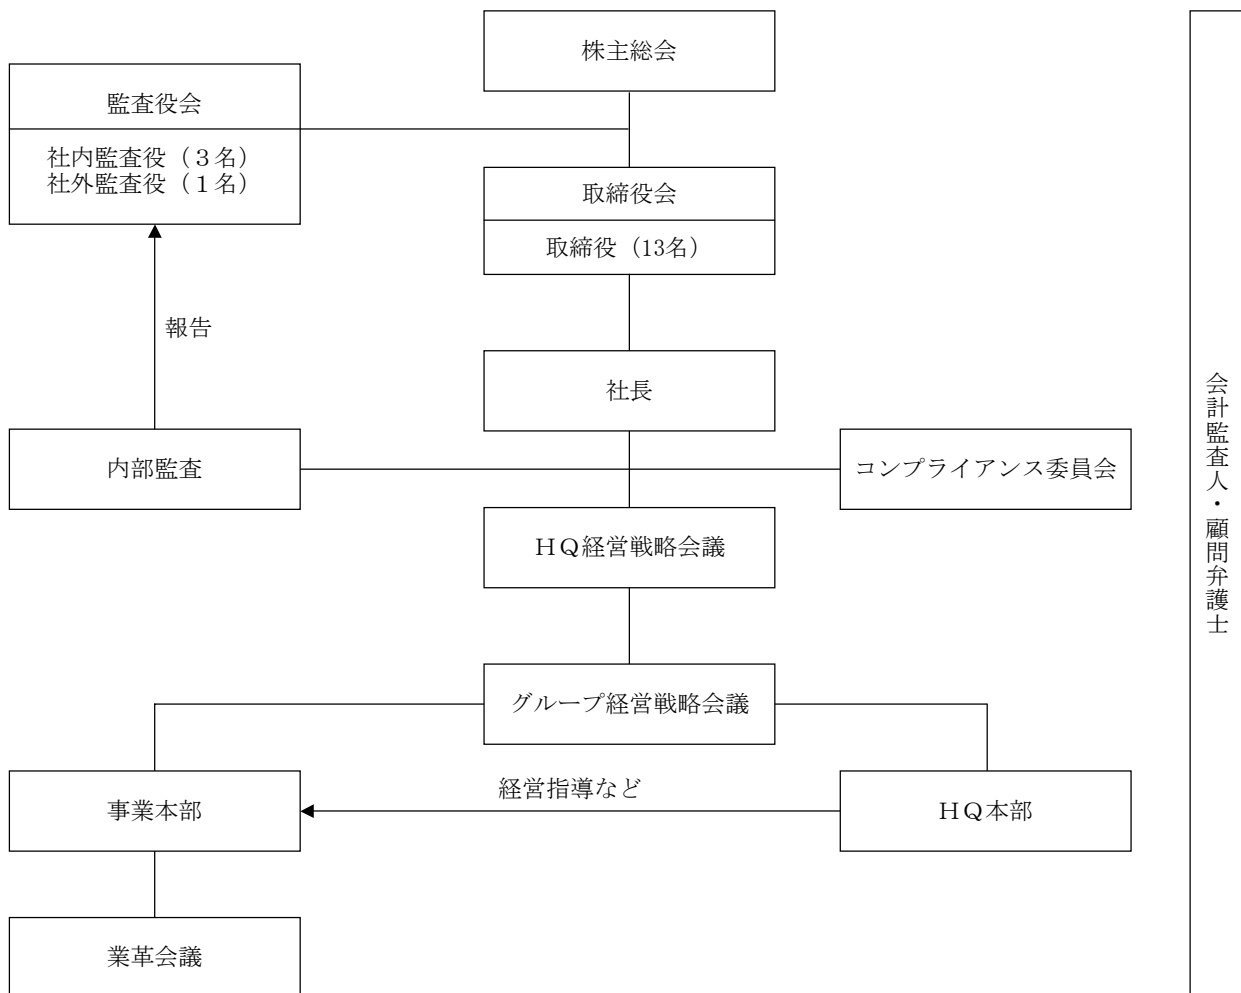 株主総会
監査役会
社内監査役（３名）
社外監査役（１名）
取締役会
取締役（13名）
報告
社長
内部監査
コンプライアンス委員会
ＨＱ経営戦略会議
グループ経営戦略会議
経営指導など
事業本部
ＨＱ本部
業革会議
会計監査人・顧問弁護士